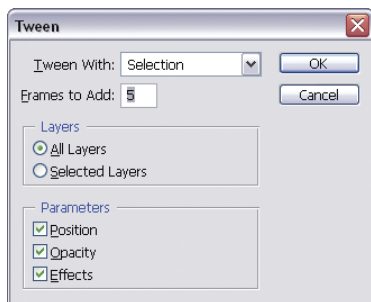 Tween
Tween With: Selection
OK
Frames to Add: 5
Cancel
Layers
All Layers
Selected Layers
Parameters
Position
Opacity
Effects